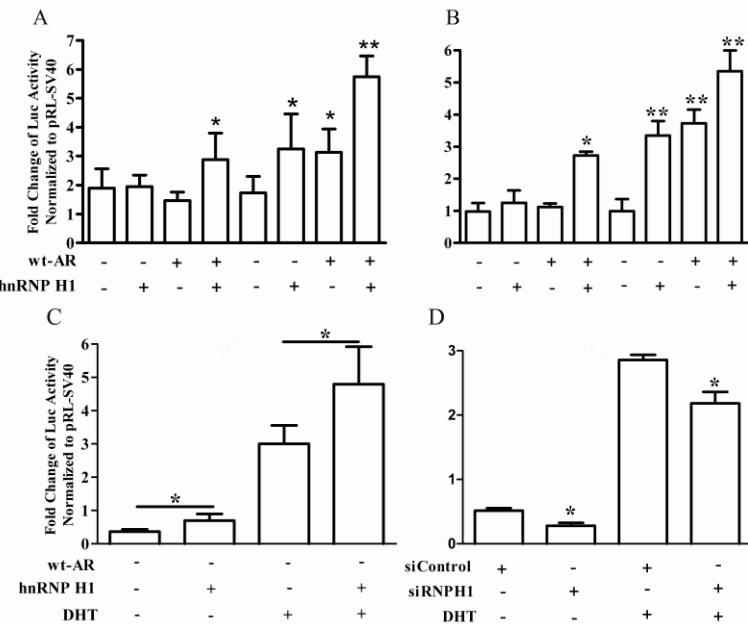 A
B
Fold Change of Luc Activity
Normalized to pRL-SV40
7
6
5
4
3
2
1
0
* * * **
6
5
4
3
2
1
0
* ** ** **
wt-AR - - + + - - + +
hnRNP H1 - + - + - + - +
- - + + - - + +
- + - + - + - +
C
D
Fold Change of Luc Activity
Normalized to pRL-SV40
6
5
4
3
2
1
0
* *
3
2
1
0
* *
wt-AR - - - -
hnRNP H1 - + - +
DHT - - + +
siControl + - + -
siRNPH1 - + - +
DHT - - + +